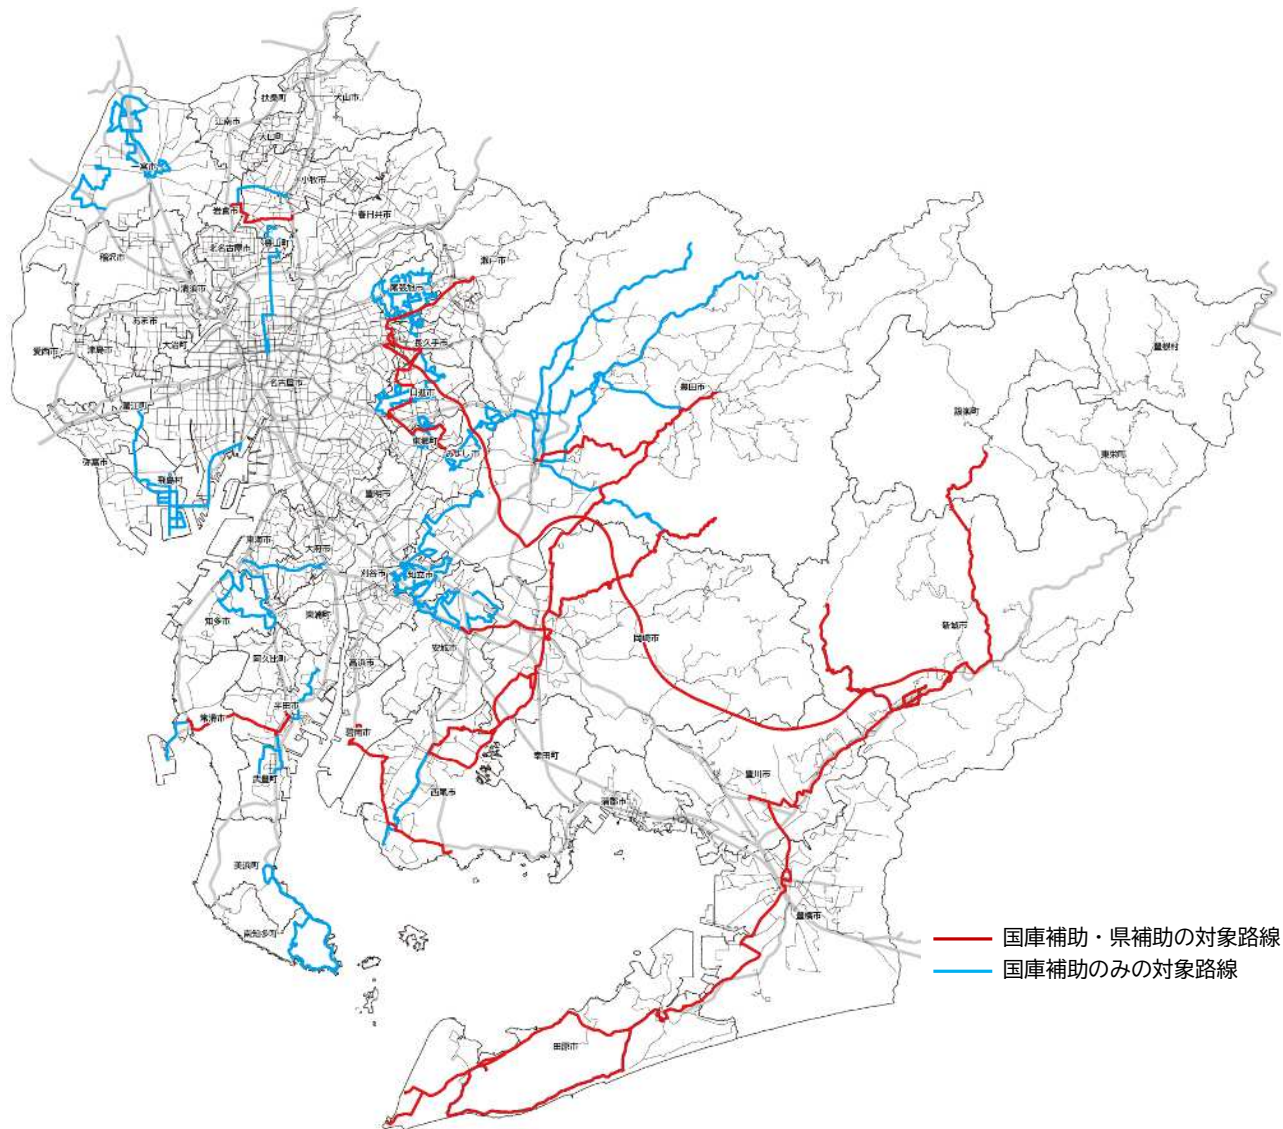 扶桑町
犬山市
江南市
大口町
一宮市
小牧市
岩倉市
春日井市
豊山町
北名古屋市
稲沢市
瀬戸市
清須市
尾張旭市
あま市
長久手市
大治町
津島市
愛西市
豊根村
名古屋市
日進市
豊田市
蟹江町
設楽町
東郷町
みよし市
東栄町
弥富市
飛島村
豊明市
東海市
大府市
刈谷市
知立市
知多市
東浦町
新城市
岡崎市
安城市
阿久比町
高浜市
半田市
常滑市
碧南市
幸田町
武豊町
豊川市
西尾市
蒲郡市
美浜町
豊橋市
南知多町
国庫補助・県補助の対象路線
国庫補助のみの対象路線
田原市